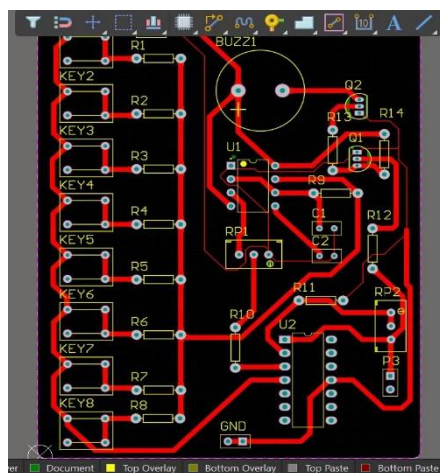 10
A
R1
BUZZ1
KEY2
Q2
R2
R13
R14
KEY3
U1
Q1
R3
KEY4
R9
R4
C1
R12
KEY5
RP1
C2
R5
KEY6
R11
RP2
R10
U2
R6
KEY7
P3
R7
KEY8
R8
GND
Document Top Overlay Bottom Overlay Top Paste Bottom Paste